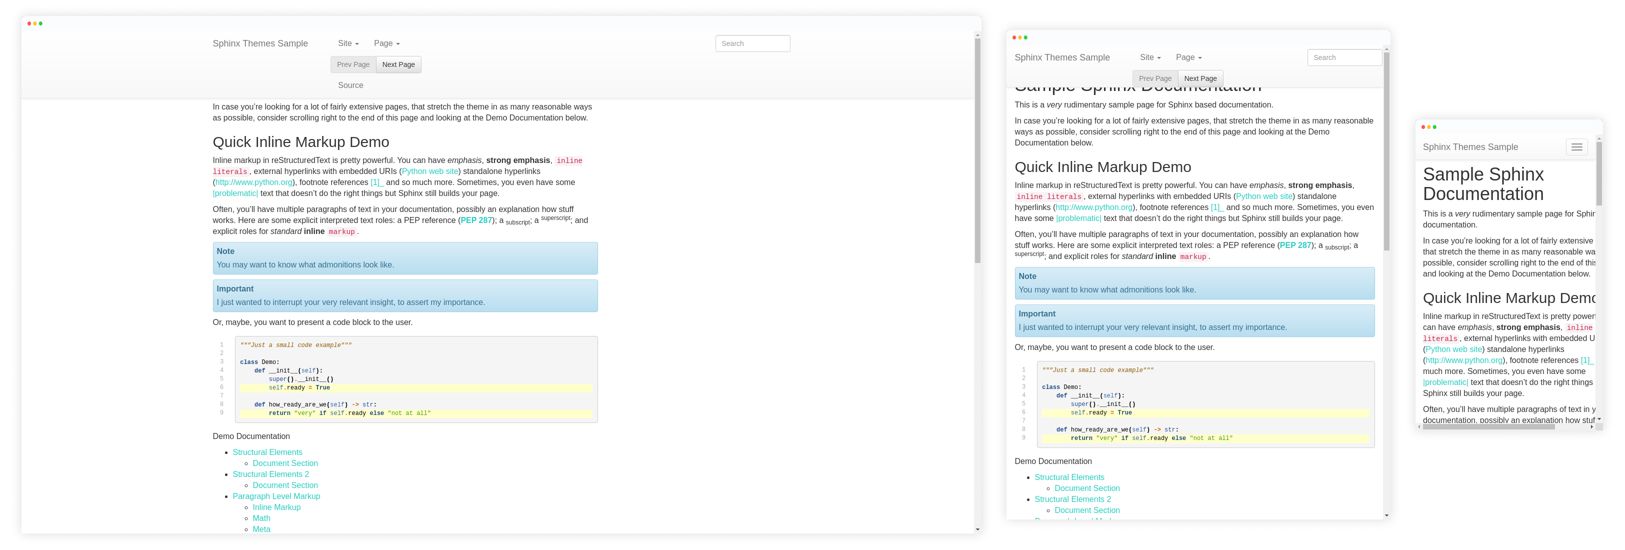 Sphinx Themes Sample
Site
Page
Search
Prev Page
Next Page
Source
In case you're looking for a lot of fairly extensive pages, that stretch the theme in as many reasonable ways
as possible, consider scrolling right to the end of this page and looking at the Demo Documentation below.
Quick Inline Markup Demo
Inline markup in reStructuredText is pretty powerful. You can have emphasis, strong emphasis, inline
literals, external hyperlinks with embedded URIs (Python web site) standalone hyperlinks
(http://www.python.org), footnote references [1]_ and so much more. Sometimes, you even have some
|problematic| text that doesn't do the right things but Sphinx still builds your page.
Often, you'll have multiple paragraphs of text in your documentation, possibly an explanation how stuff
works. Here are some explicit interpreted text roles: a PEP reference (PEP 287); a subscript; a superscript; and
explicit roles for standard inline markup.
Note
You may want to know what admonitions look like.
Important
I just wanted to interrupt your very relevant insight, to assert my importance.
Or, maybe, you want to present a code block to the user.
1 """Just a small code example"""
2
3 class Demo:
4     def __init__(self):
5         super().__init__()
6         self.ready = True
7
8     def how_ready_are_we(self) -> str:
9         return "very" if self.ready else "not at all"
Demo Documentation
• Structural Elements
◦ Document Section
• Structural Elements 2
◦ Document Section
• Paragraph Level Markup
◦ Inline Markup
◦ Math
◦ Meta
Sphinx Themes Sample
Site
Page
Search
Prev Page
Next Page
Sample Sphinx Documentation
This is a very rudimentary sample page for Sphinx based documentation.
In case you're looking for a lot of fairly extensive pages, that stretch the theme in as many reasonable
ways as possible, consider scrolling right to the end of this page and looking at the Demo
Documentation below.
Quick Inline Markup Demo
Inline markup in reStructuredText is pretty powerful. You can have emphasis, strong emphasis,
inline literals, external hyperlinks with embedded URIs (Python web site) standalone
hyperlinks (http://www.python.org), footnote references [1]_ and so much more. Sometimes, you even
have some |problematic| text that doesn't do the right things but Sphinx still builds your page.
Often, you'll have multiple paragraphs of text in your documentation, possibly an explanation how
stuff works. Here are some explicit interpreted text roles: a PEP reference (PEP 287); a subscript; a
superscript; and explicit roles for standard inline markup.
Note
You may want to know what admonitions look like.
Important
I just wanted to interrupt your very relevant insight, to assert my importance.
Or, maybe, you want to present a code block to the user.
1 """Just a small code example"""
2
3 class Demo:
4     def __init__(self):
5         super().__init__()
6         self.ready = True
7
8     def how_ready_are_we(self) -> str:
9         return "very" if self.ready else "not at all"
Demo Documentation
• Structural Elements
◦ Document Section
• Structural Elements 2
◦ Document Section
Sphinx Themes Sample
Sample Sphinx
Documentation
This is a very rudimentary sample page for Sphin
documentation.
In case you're looking for a lot of fairly extensive
that stretch the theme in as many reasonable wa
possible, consider scrolling right to the end of this
and looking at the Demo Documentation below.
Quick Inline Markup Demo
Inline markup in reStructuredText is pretty power
can have emphasis, strong emphasis, inline
literals, external hyperlinks with embedded U
(Python web site) standalone hyperlinks
(http://www.python.org), footnote references [1]_
much more. Sometimes, you even have some
|problematic| text that doesn't do the right things
Sphinx still builds your page.
Often, you'll have multiple paragraphs of text in y
documentation, possibly an explanation how stuf